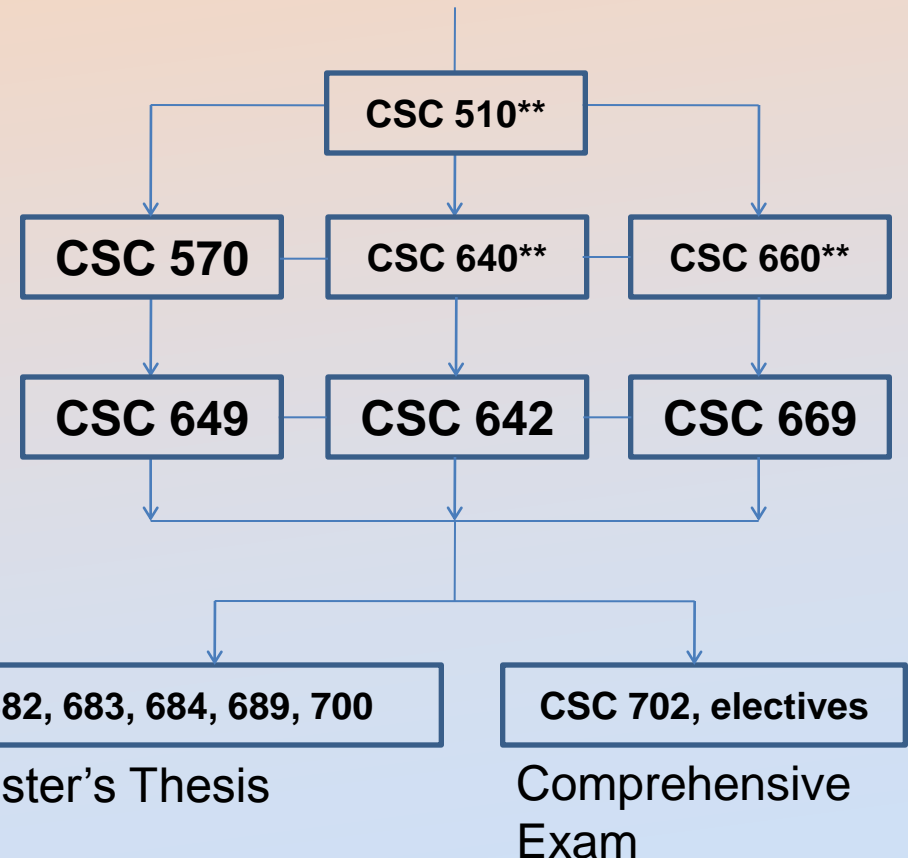 CSC 510**
CSC 570
CSC 640**
CSC 660**
CSC 649
CSC 642
CSC 669
82, 683, 684, 689, 700
CSC 702, electives
ster’s Thesis
Comprehensive
Exam